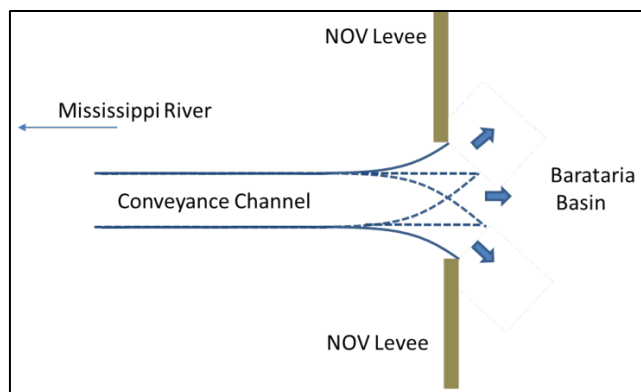 NOV Levee
Mississippi River
Conveyance Channel
Barataria
Basin
NOV Levee